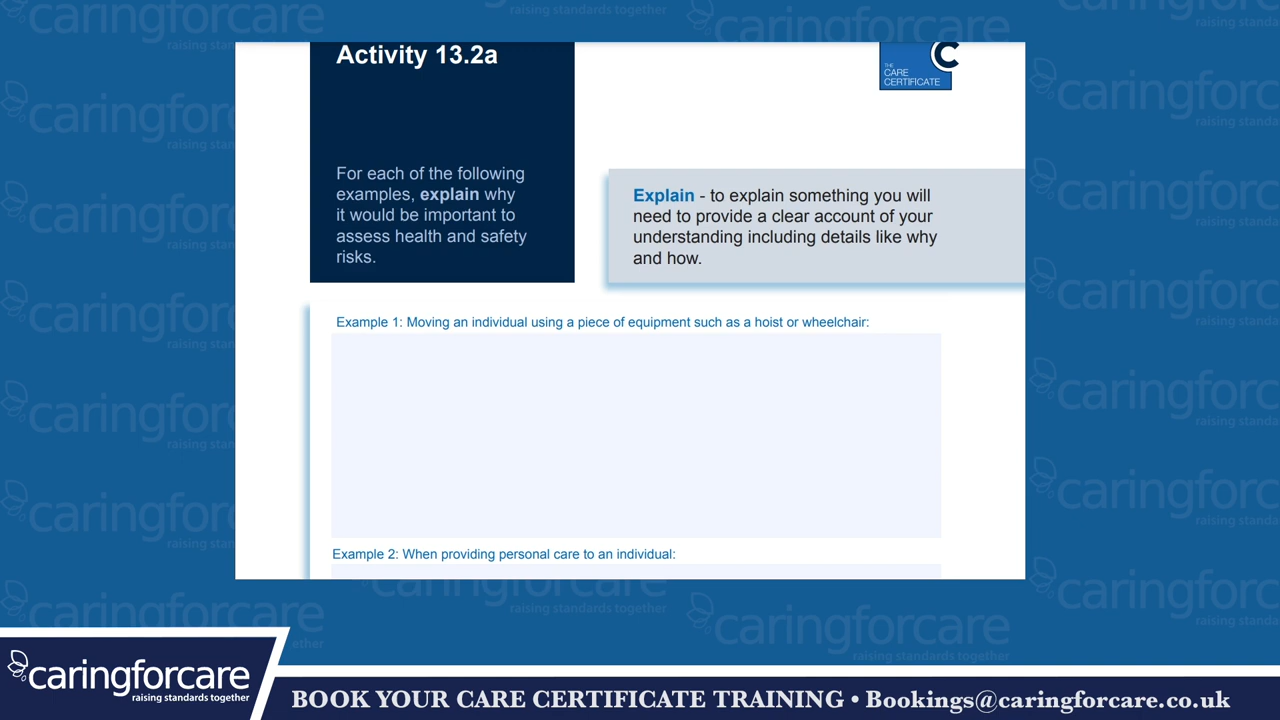 caringforcare
raising standards together
Activity 13.2a
THE
CARE
CERTIFICATE
For each of the following
examples, explain why
it would be important to
assess health and safety
risks.
Explain - to explain something you will
need to provide a clear account of your
understanding including details like why
and how.
Example 1: Moving an individual using a piece of equipment such as a hoist or wheelchair:
Example 2: When providing personal care to an individual:
caringforcare
raising standards together
BOOK YOUR CARE CERTIFICATE TRAINING • Bookings@caringforcare.co.uk